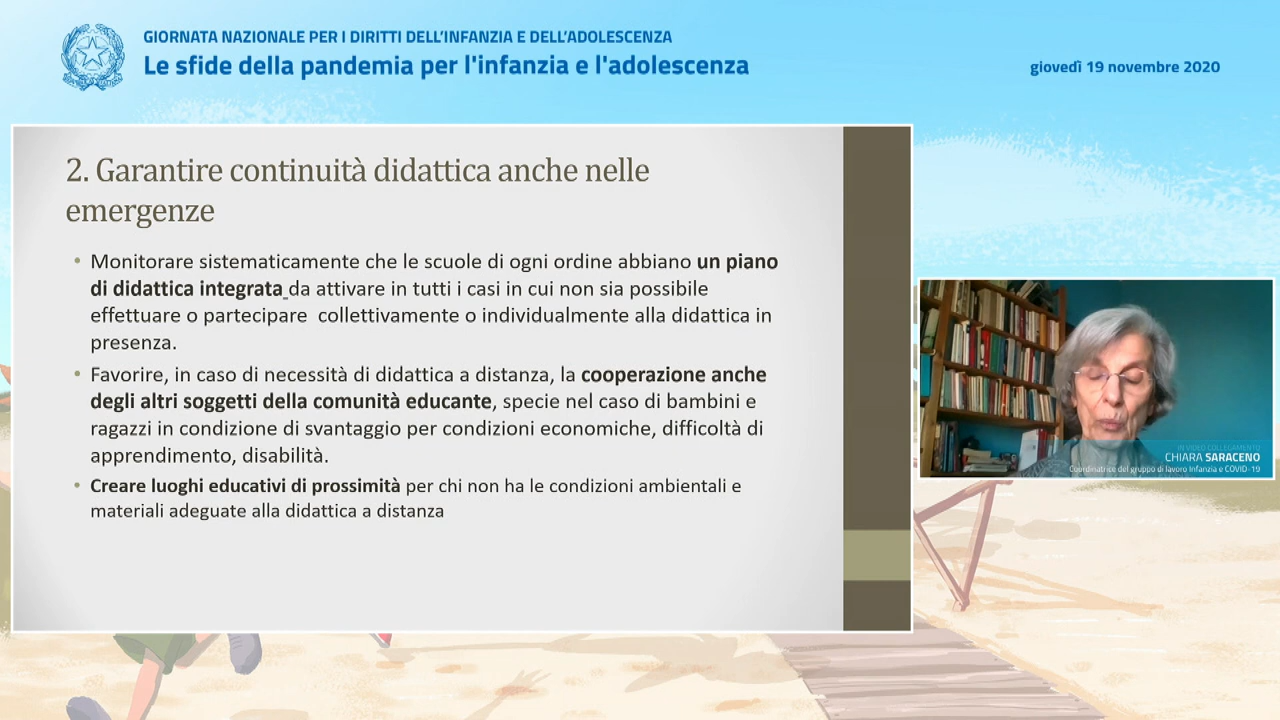 GIORNATA NAZIONALE PER I DIRITTI DELL'INFANZIA E DELL'ADOLESCENZA
Le sfide della pandemia per l'infanzia e l'adolescenza
giovedì 19 novembre 2020
2. Garantire continuità didattica anche nelle
emergenze
• Monitorare sistematicamente che le scuole di ogni ordine abbiano un piano
di didattica integrata da attivare in tutti i casi in cui non sia possibile
effettuare o partecipare collettivamente o individualmente alla didattica in
presenza.
• Favorire, in caso di necessità di didattica a distanza, la cooperazione anche
degli altri soggetti della comunità educante, specie nel caso di bambini e
ragazzi in condizione di svantaggio per condizioni economiche, difficoltà di
apprendimento, disabilità.
• Creare luoghi educativi di prossimità per chi non ha le condizioni ambientali e
materiali adeguate alla didattica a distanza
IN VIDEO COLLEGAMENTO
CHIARA SARACENO
Coordinatrice del gruppo di lavoro Infanzia e COVID-19